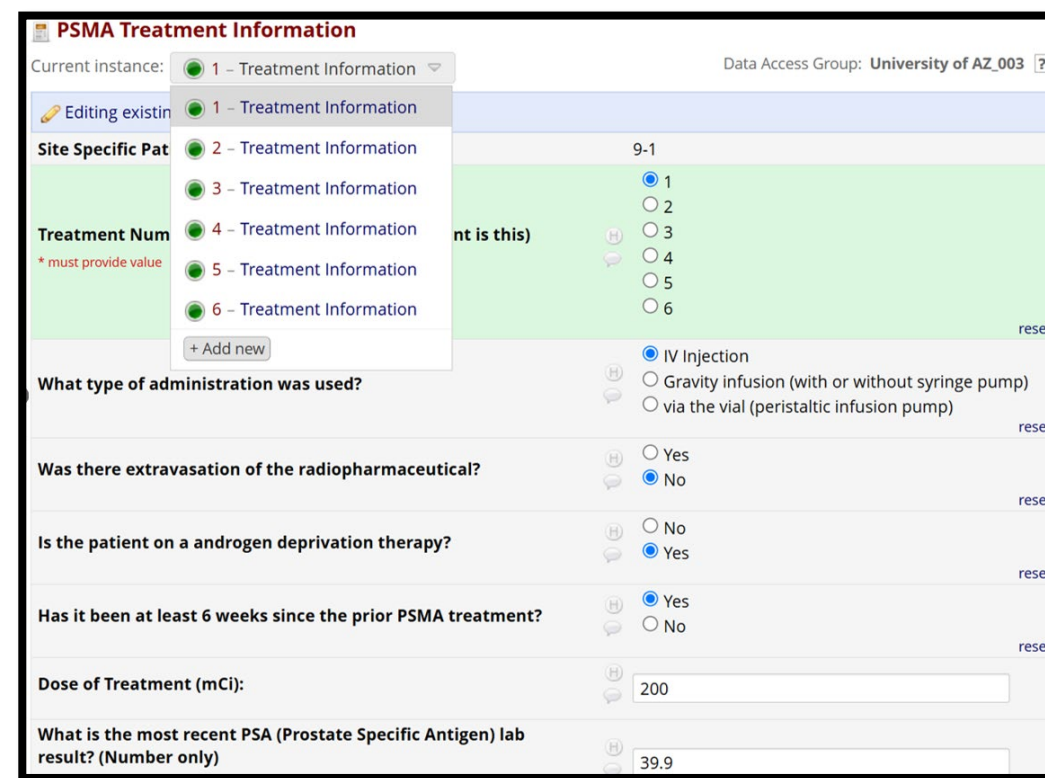 PSMA Treatment Information
Current instance: 1 – Treatment Information
Data Access Group: University of AZ_003 ?
Editing existin
1 – Treatment Information
Site Specific Pat
2 – Treatment Information
9-1
3 – Treatment Information
Treatment Num
4 – Treatment Information
nt is this)
* must provide value
5 – Treatment Information
6 – Treatment Information
+ Add new
H
1
2
3
4
5
6
rese
What type of administration was used?
H
IV Injection
Gravity infusion (with or without syringe pump)
via the vial (peristaltic infusion pump)
rese
Was there extravasation of the radiopharmaceutical?
H
Yes
No
rese
Is the patient on a androgen deprivation therapy?
H
No
Yes
rese
Has it been at least 6 weeks since the prior PSMA treatment?
H
Yes
No
rese
Dose of Treatment (mCi):
H
200
What is the most recent PSA (Prostate Specific Antigen) lab
result? (Number only)
H
39.9